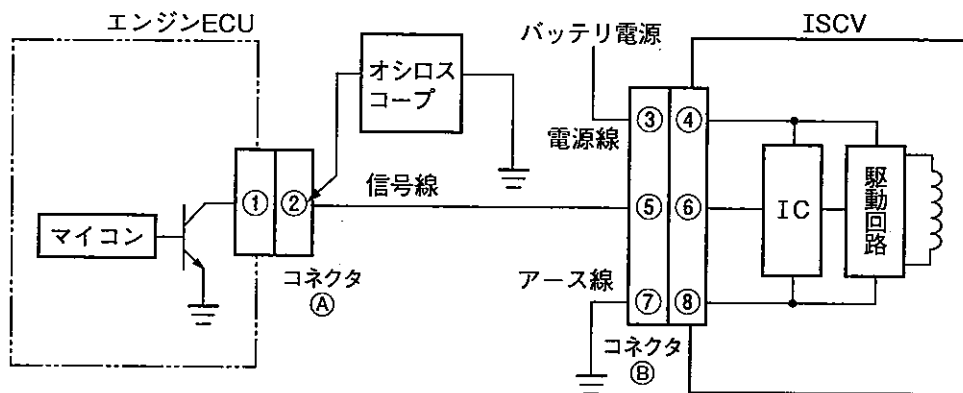 エンジンECU
バッテリ電源
ISCV
オシロス
コープ
③
④
電源線
信号線
①
②
⑤
⑥
IC
駆動回路
マイコン
コネクタ
Ⓐ
アース線
⑦
⑧
コネクタ
Ⓑ